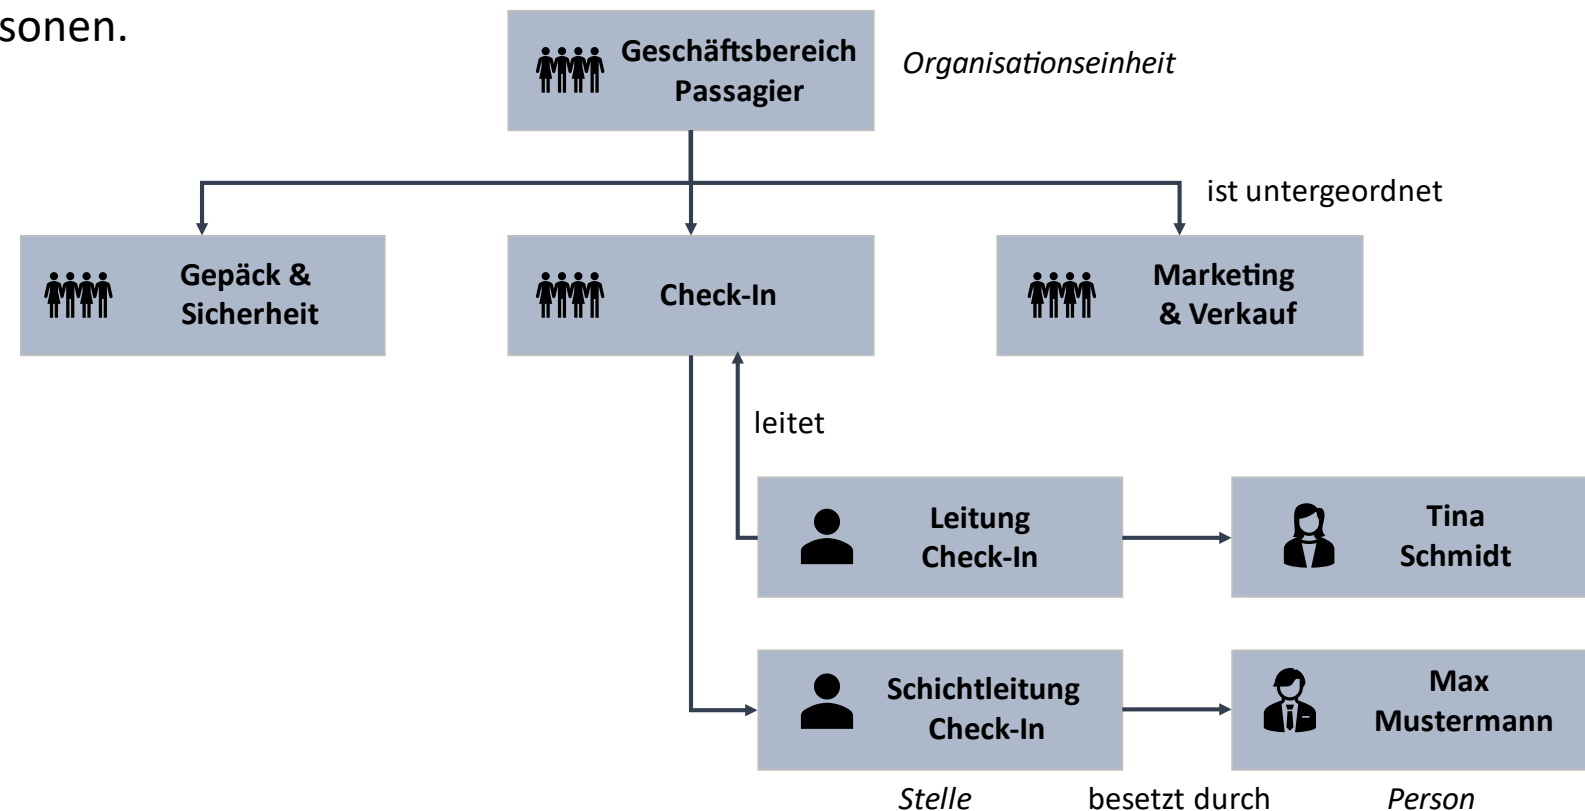 sonen.
Geschäftsbereich
Passagier
Organisationseinheit
ist untergeordnet
Gepäck &
Sicherheit
Check-In
Marketing
& Verkauf
leitet
Leitung
Check-In
Tina
Schmidt
Schichtleitung
Check-In
Max
Mustermann
Stelle
besetzt durch
Person